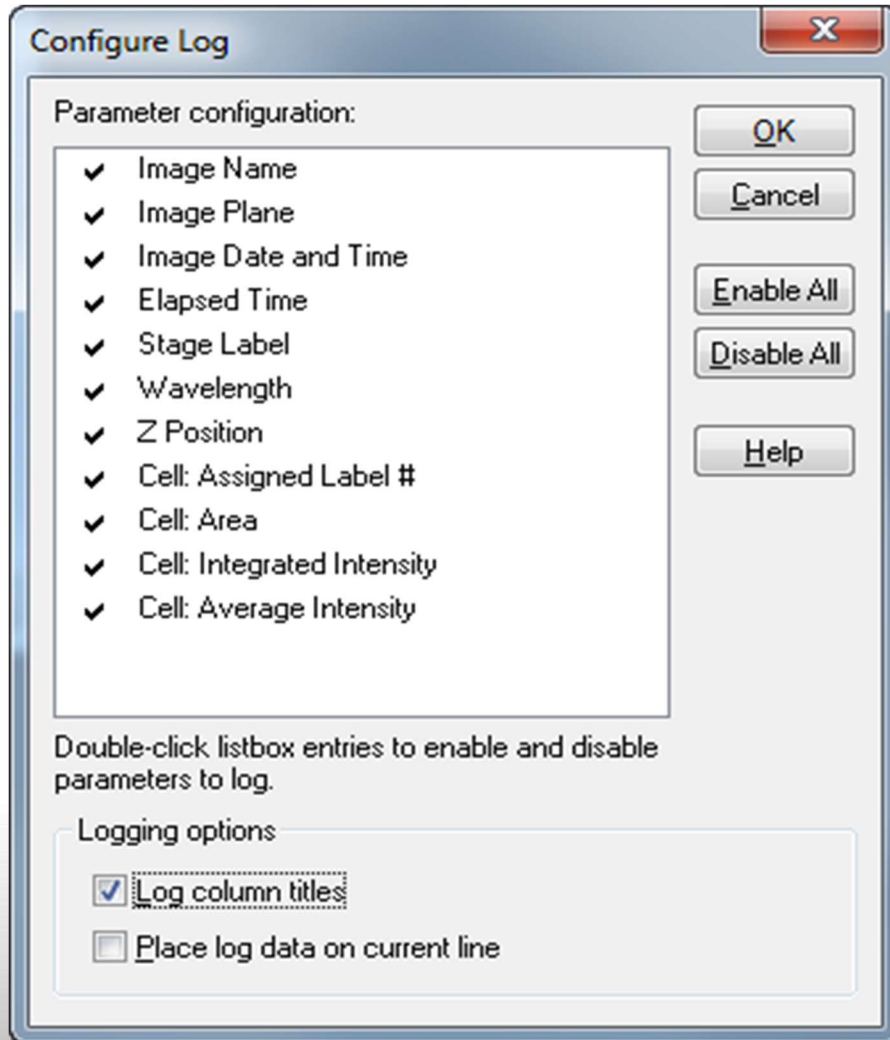 Configure Log
Parameter configuration:
Image Name
Image Plane
Image Date and Time
Elapsed Time
Stage Label
Wavelength
Z Position
Cell: Assigned Label #
Cell: Area
Cell: Integrated Intensity
Cell: Average Intensity
OK
Cancel
Enable All
Disable All
Help
Double-click listbox entries to enable and disable
parameters to log.
Logging options
Log column titles
Place log data on current line